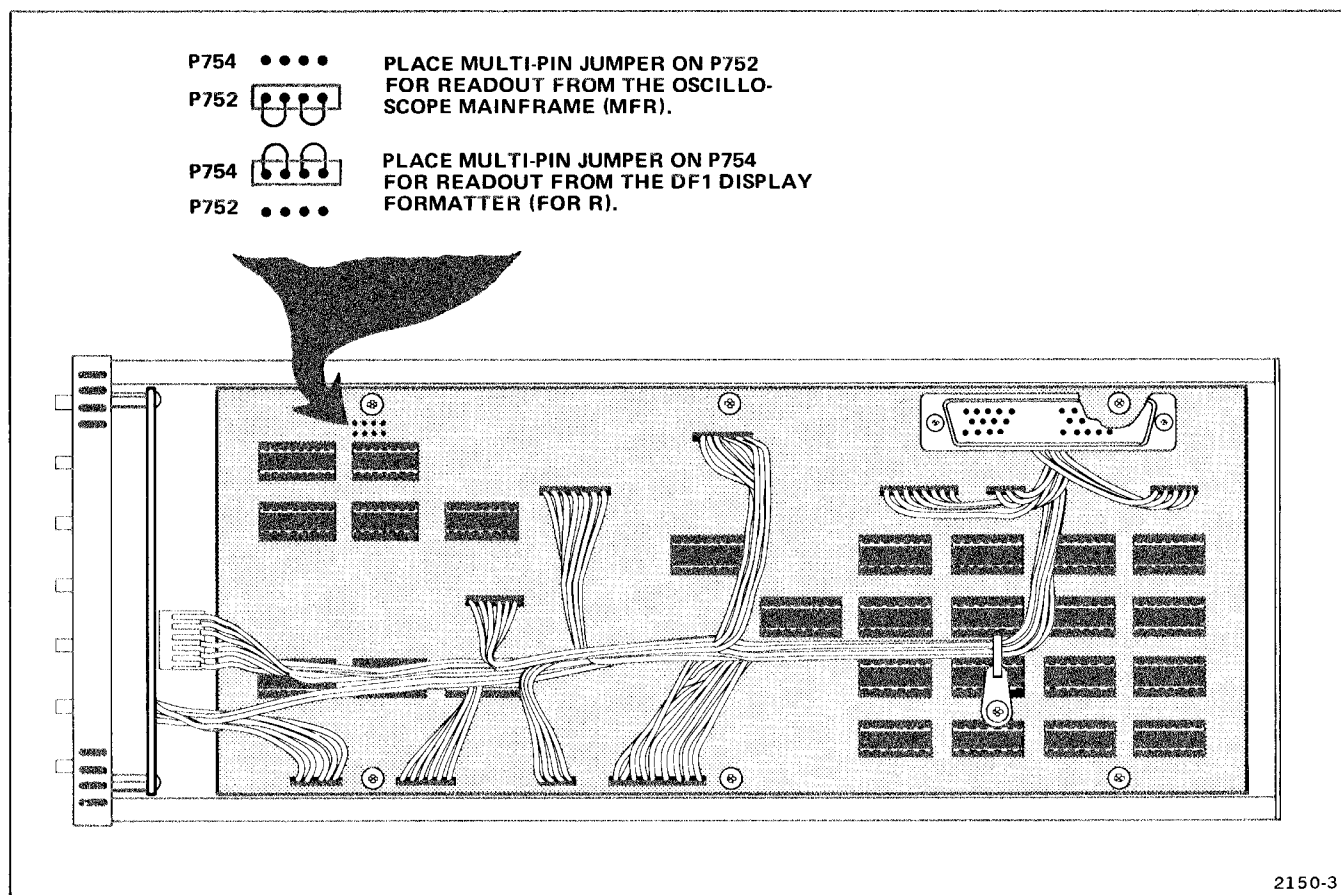 P754
PLACE MULTI-PIN JUMPER ON P752
P752
FOR READOUT FROM THE OSCILLO-
SCOPE MAINFRAME (MFR).
P754
PLACE MULTI-PIN JUMPER ON P754
FOR READOUT FROM THE DF1 DISPLAY
P752
FORMATTER (FOR R).
2150-3